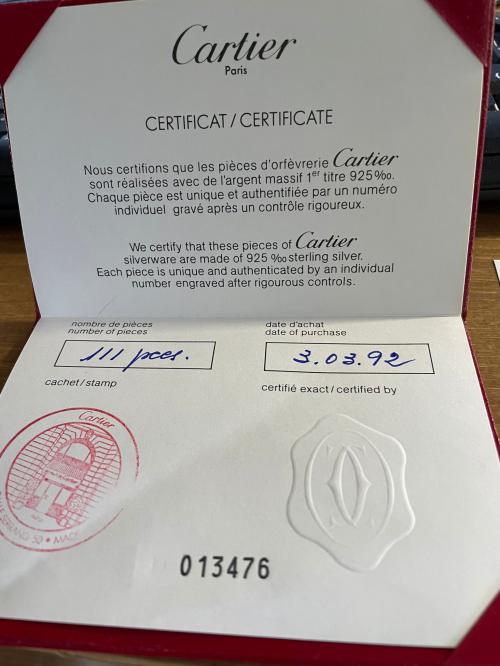 Cartier
Paris
CERTIFICAT / CERTIFICATE
Nous certifions que les pièces d'orfèvrerie Cartier
sont réalisées avec de l'argent massif 1er titre 925‰.
Chaque pièce est unique et authentifiée par un numéro
individuel gravé après un contrôle rigoureux.
We certify that these pieces of Cartier
silverware are made of 925 ‰ sterling silver.
Each piece is unique and authenticated by an individual
number engraved after rigourous controls.
nombre de pièces
number of pieces
date d'achat
date of purchase
111 pces.
3.03.92
cachet / stamp
certifié exact / certified by
Cartier
SERRANO 50 •
013476